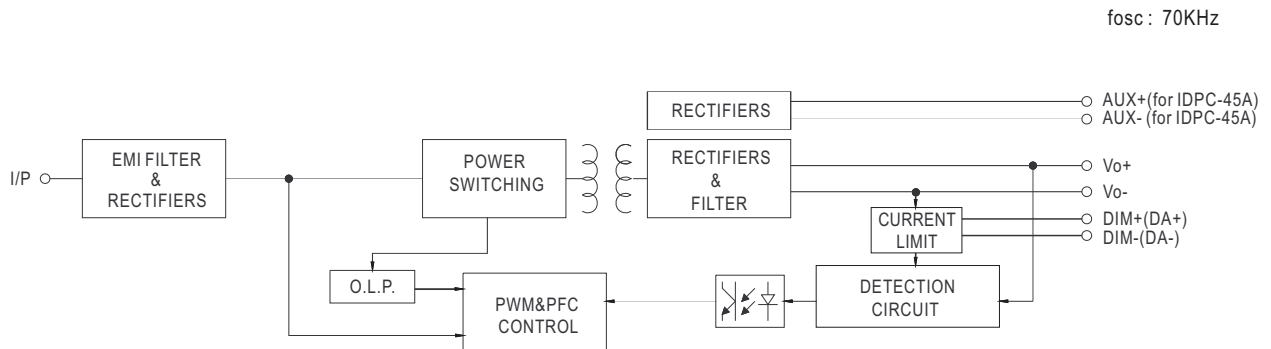 fosc : 70KHz
RECTIFIERS
AUX+(for IDPC-45A)
AUX- (for IDPC-45A)
I/P
EMI FILTER
&
RECTIFIERS
POWER
SWITCHING
RECTIFIERS
&
FILTER
Vo+
Vo-
CURRENT
LIMIT
DIM+(DA+)
DIM-(DA-)
O.L.P.
PWM&PFC
CONTROL
DETECTION
CIRCUIT